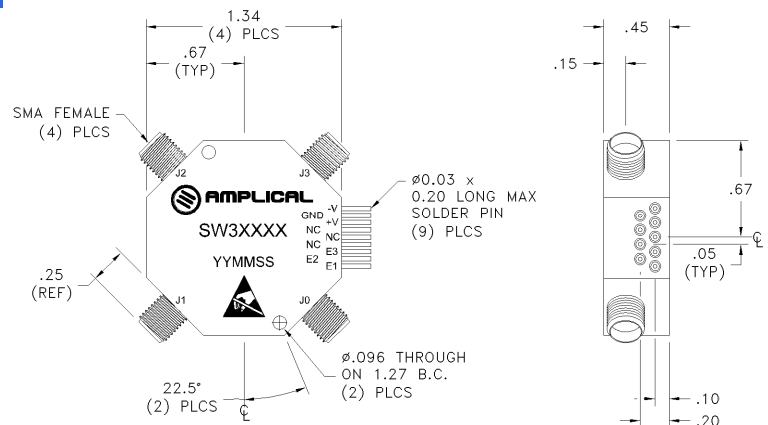 1.34
(4) PLCS
.67
(TYP)
SMA FEMALE
(4) PLCS
J2
J3
AMPLICAL
SW3XXXX
YYMMSS
-V
GND
+V
NC
NC
NC
E3
E2
E1
J1
J0
.25
(REF)
22.5°
(2) PLCS
℄
ø0.03 x
0.20 LONG MAX
SOLDER PIN
(9) PLCS
ø.096 THROUGH
ON 1.27 B.C.
(2) PLCS
.45
.15
.67
℄
.05
(TYP)
.10
.20